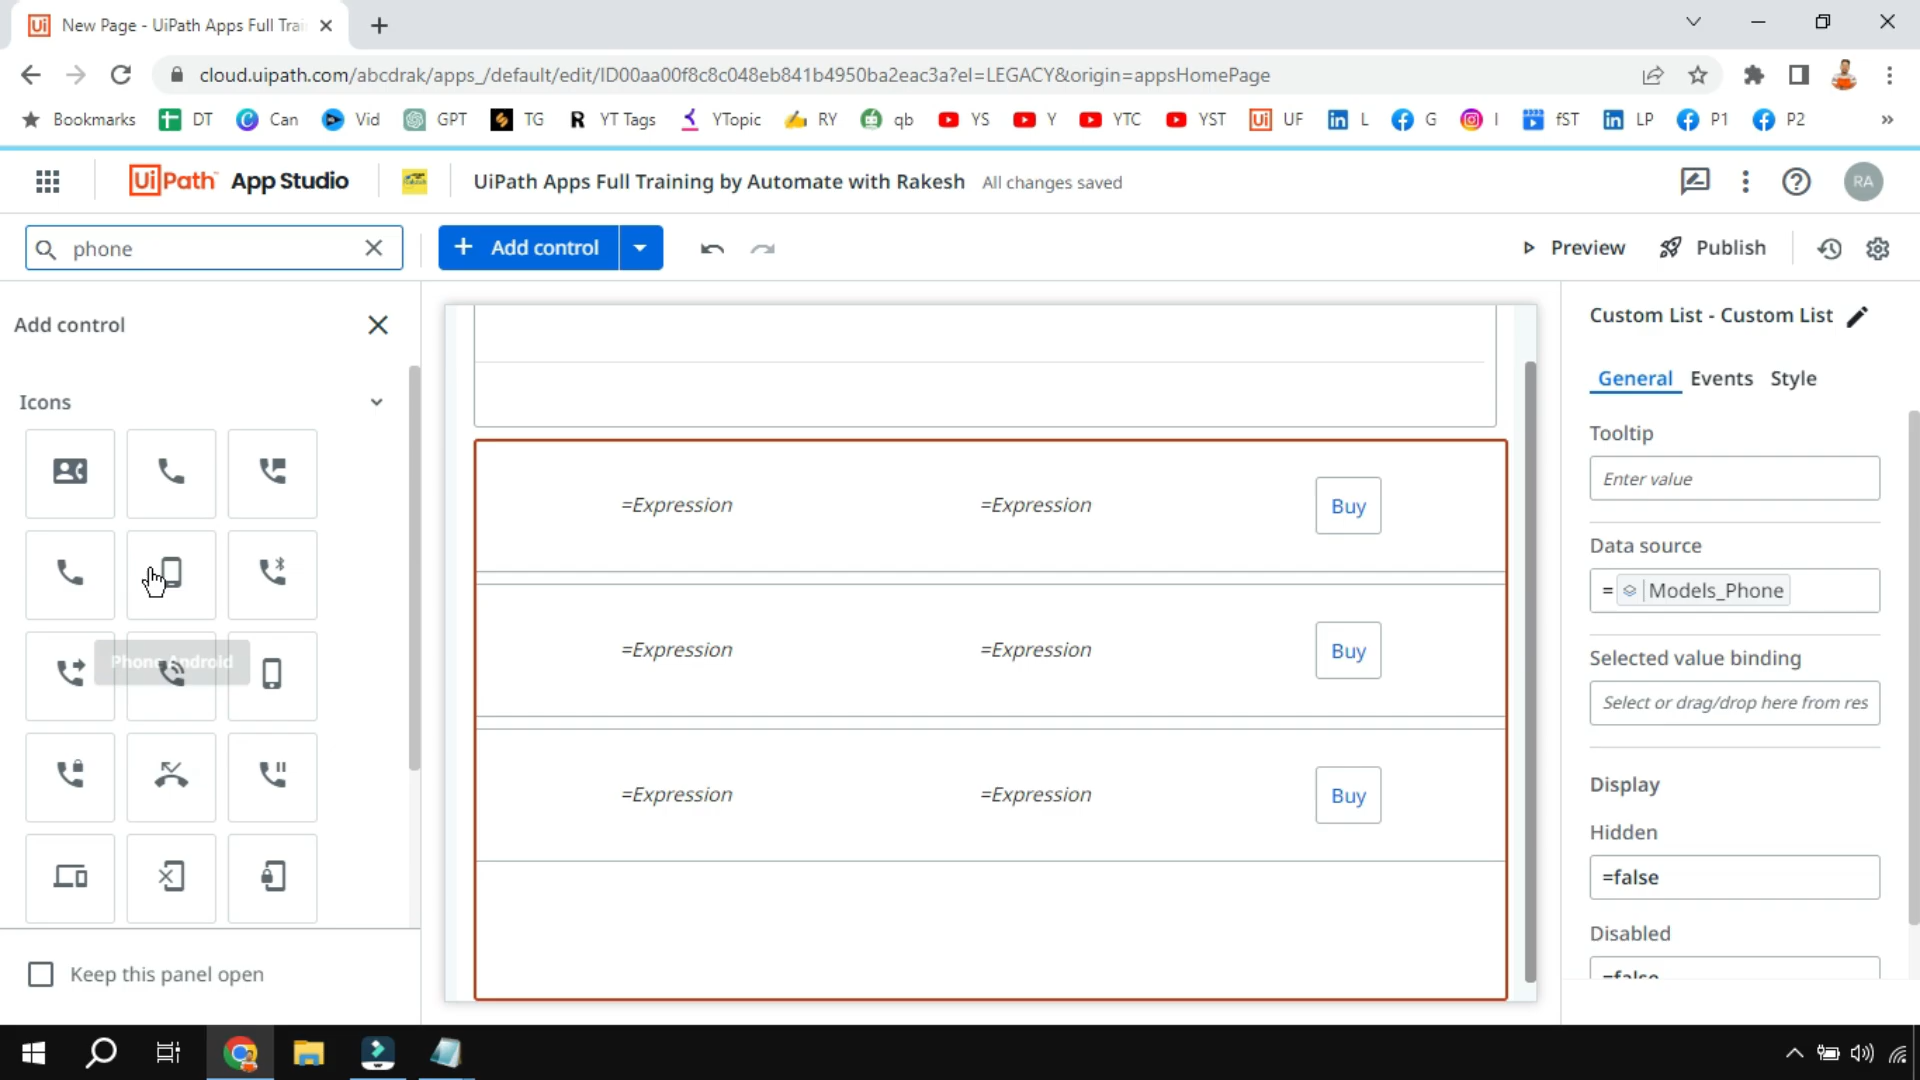 New Page - UiPath Apps Full Trai
cloud.uipath.com/abcdrak/apps_/default/edit/ID00aa00f8c8c048eb841b4950ba2eac3a?el=LEGACY&origin=appsHomePage
Bookmarks DT Can Vid GPT TG YT Tags YTopic RY qb YS Y YTC YST UF L G I fST LP P1 P2 »
UiPath App Studio UiPath Apps Full Training by Automate with Rakesh All changes saved RA
phone Add control Preview Publish
Add control
Icons
Phone Android
Keep this panel open
=Expression =Expression Buy
=Expression =Expression Buy
=Expression =Expression Buy
Custom List - Custom List
General Events Style
Tooltip
Enter value
Data source
= Models_Phone
Selected value binding
Select or drag/drop here from res
Display
Hidden
=false
Disabled
=false